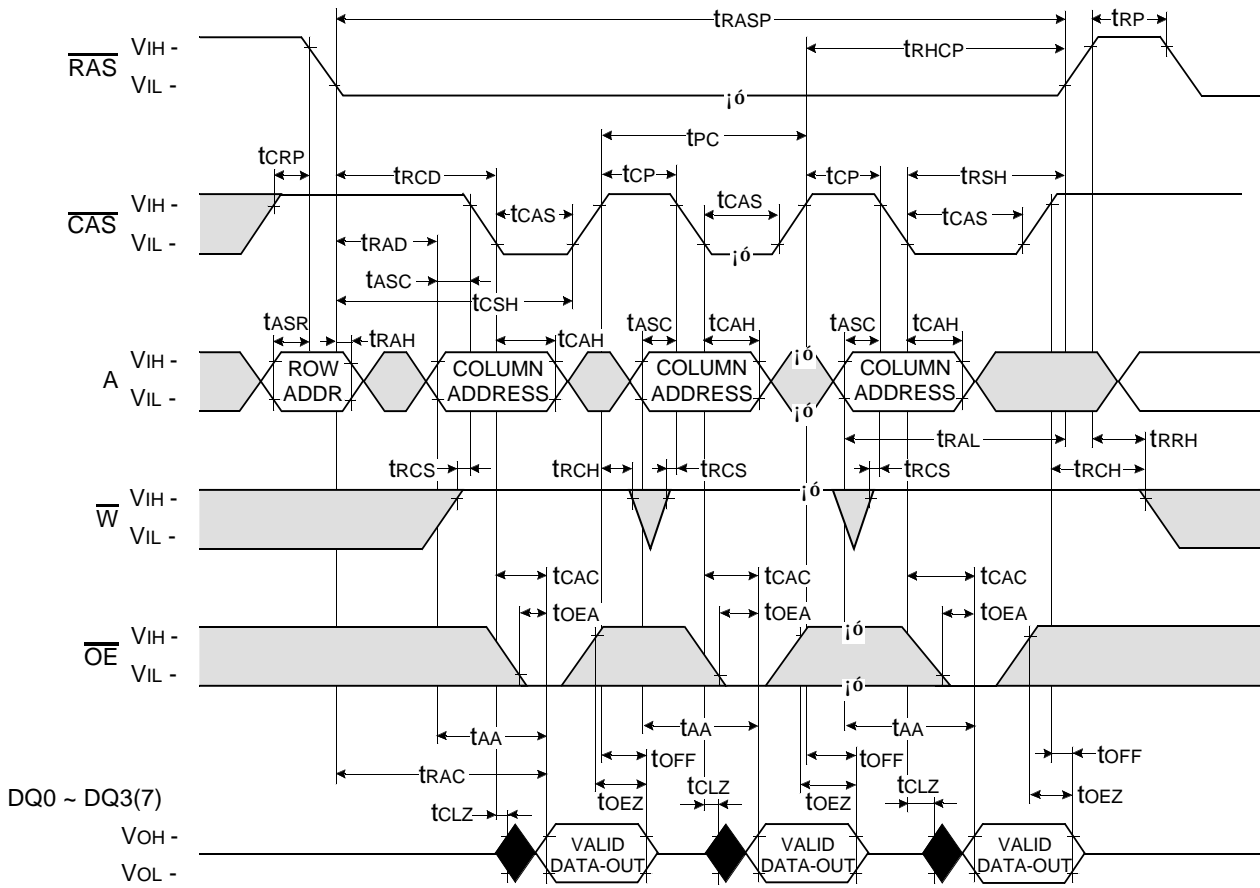 tRASP
tRP
tRHCP
RAS
VIH -
VIL -
¡ó
tCRP
tRCD
tPC
tCP
tCP
tRSH
CAS
VIH -
VIL -
tCAS
tCAS
tCAS
¡ó
tRAD
tASC
tCSH
tASR
tRAH
tCAH
tASC
tCAH
tASC
tCAH
A
VIH -
VIL -
ROW
ADDR
COLUMN
ADDRESS
COLUMN
ADDRESS
¡ó
¡ó
COLUMN
ADDRESS
tRAL
tRRH
tRCS
tRCH
tRCS
tRCS
tRCH
W
VIH -
VIL -
¡ó
tCAC
tCAC
tCAC
tOEA
tOEA
tOEA
OE
VIH -
VIL -
¡ó
¡ó
tAA
tAA
tAA
tRAC
tOFF
tOFF
tOFF
tOEZ
tOEZ
tOEZ
DQ0 ~ DQ3(7)
tCLZ
tCLZ
tCLZ
VOH -
VOL -
VALID
DATA-OUT
VALID
DATA-OUT
VALID
DATA-OUT